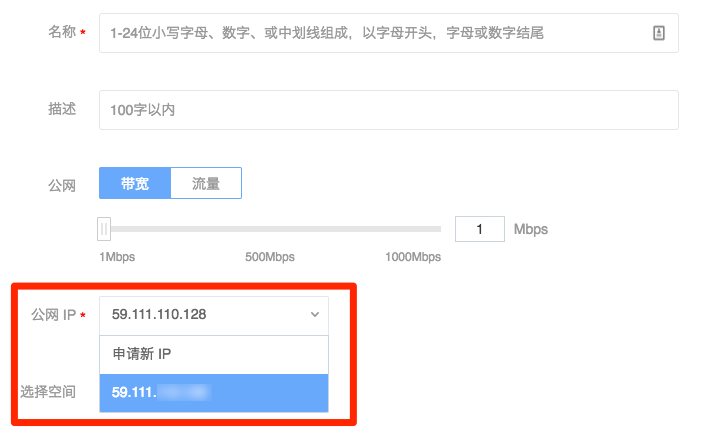 名称 *
1-24位小写字母、数字、或中划线组成，以字母开头，字母或数字结尾
描述
100字以内
公网
带宽 流量
1 Mbps
1Mbps 500Mbps 1000Mbps
公网 IP *
59.111.110.128
申请新 IP
选择空间
59.111.